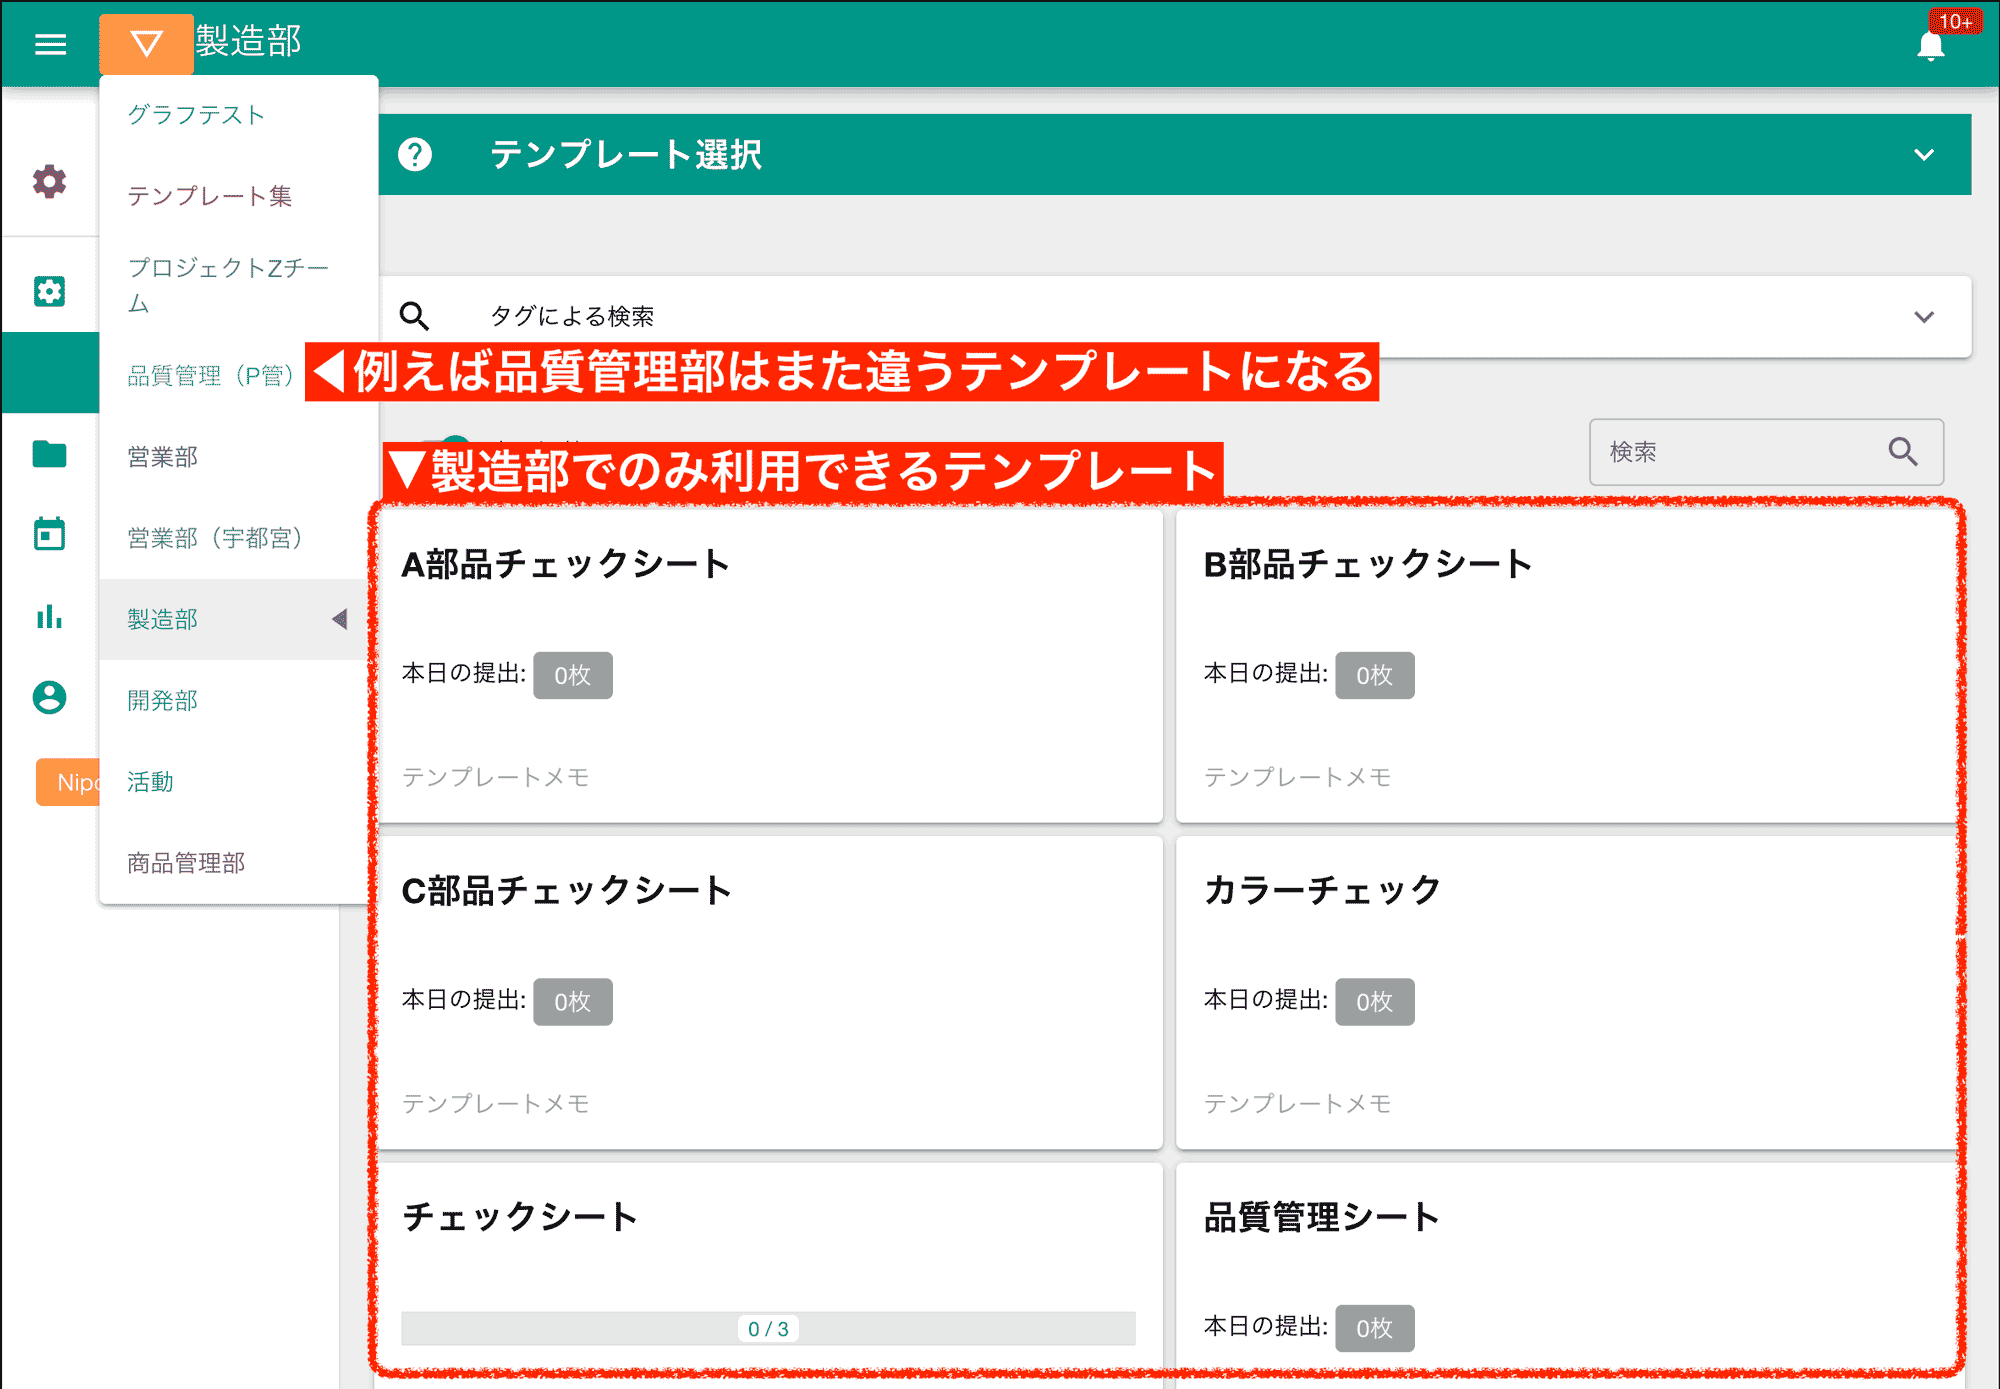 製造部
10+
グラフテスト
テンプレート集
プロジェクトZチー
ム
品質管理（P管）
営業部
営業部（宇都宮）
製造部
開発部
活動
商品管理部
テンプレート選択
タグによる検索
◀例えば品質管理部はまた違うテンプレートになる
検索
▼製造部でのみ利用できるテンプレート
A部品チェックシート
本日の提出: 0枚
テンプレートメモ
B部品チェックシート
本日の提出: 0枚
テンプレートメモ
C部品チェックシート
本日の提出: 0枚
テンプレートメモ
カラーチェック
本日の提出: 0枚
テンプレートメモ
チェックシート
0 / 3
品質管理シート
本日の提出: 0枚